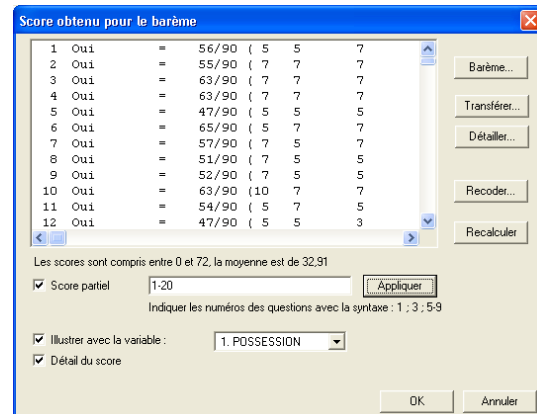 Score obtenu pour le barème
1 Oui = 56/90 ( 5 5 7
2 Oui = 55/90 ( 7 7 7
3 Oui = 63/90 ( 7 7 7
4 Oui = 63/90 ( 7 7 7
5 Oui = 47/90 ( 5 5 5
6 Oui = 65/90 ( 5 7 7
7 Oui = 57/90 ( 7 5 7
8 Oui = 51/90 ( 7 5 5
9 Oui = 52/90 ( 7 5 5
10 Oui = 63/90 (10 7 7
11 Oui = 54/90 ( 5 7 5
12 Oui = 47/90 ( 5 5 3
Barème...
Transférer...
Détailler...
Recoder...
Recalculer
Les scores sont compris entre 0 et 72, la moyenne est de 32,91
Score partiel 1-20 Appliquer
Indiquer les numéros des questions avec la syntaxe : 1 ; 3 ; 5-9
Illustrer avec la variable : 1. POSSESSION
Détail du score
OK Annuler